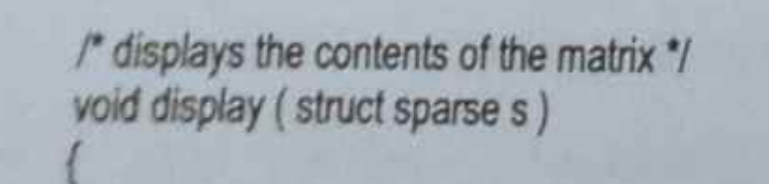 /* displays the contents of the matrix */
void display ( struct sparse s )
{